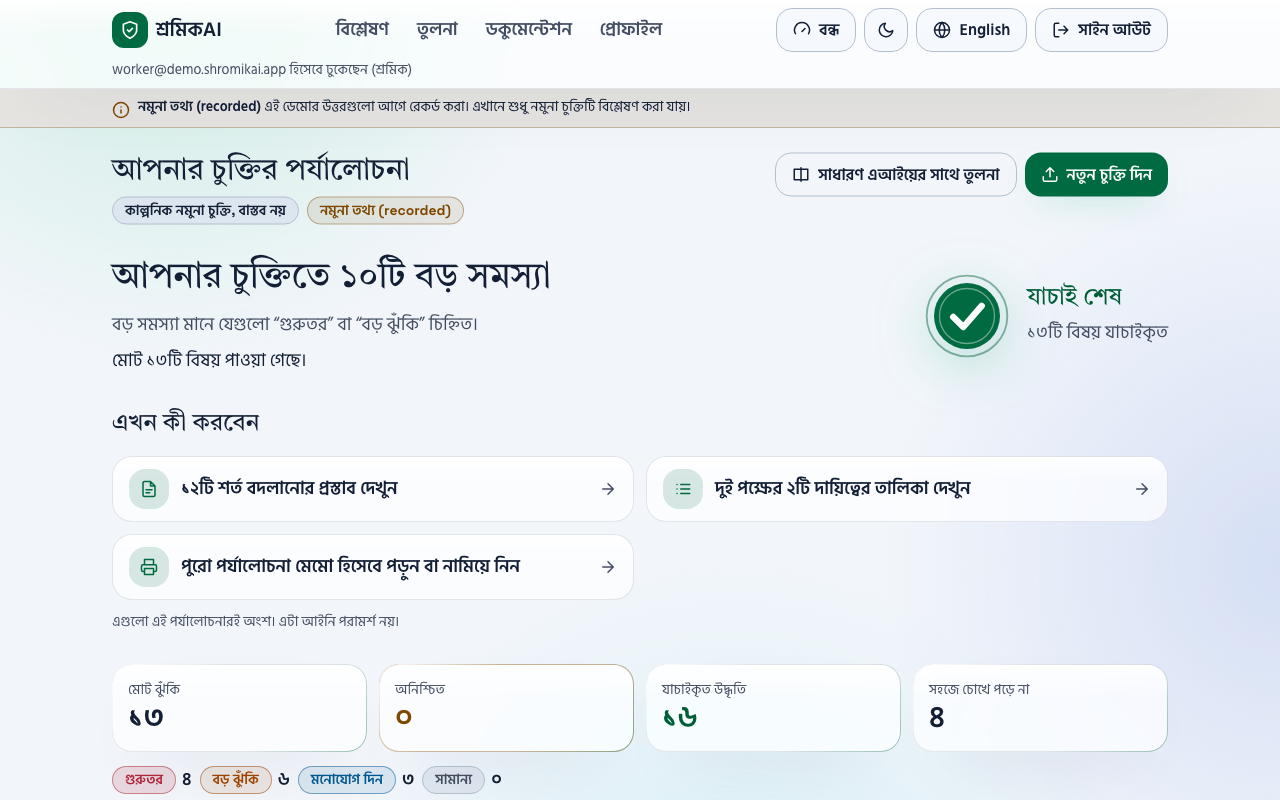 শ্রমিকAI
বিশ্লেষণ তুলনা ডকুমেন্টেশন প্রোফাইল
বন্ধ English সাইন আউট
worker@demo.shromikai.app হিসেবে ঢুকেছেন (শ্রমিক)
নমুনা তথ্য (recorded) এই ডেমোর উত্তরগুলো আগে রেকর্ড করা। এখানে শুধু নমুনা চুক্তিটি বিশ্লেষণ করা যায়।
আপনার চুক্তির পর্যালোচনা
সাধারণ এআইয়ের সাথে তুলনা নতুন চুক্তি দিন
কাল্পনিক নমুনা চুক্তি, বাস্তব নয় নমুনা তথ্য (recorded)
আপনার চুক্তিতে ১০টি বড় সমস্যা
বড় সমস্যা মানে যেগুলো “গুরুতর” বা “বড় ঝুঁকি” চিহ্নিত।
মোট ১৩টি বিষয় পাওয়া গেছে।
যাচাই শেষ
১৩টি বিষয় যাচাইকৃত
এখন কী করবেন
১২টি শর্ত বদলানোর প্রস্তাব দেখুন
দুই পক্ষের ২টি দায়িত্বের তালিকা দেখুন
পুরো পর্যালোচনা মেমো হিসেবে পড়ুন বা নামিয়ে নিন
এগুলো এই পর্যালোচনারই অংশ। এটা আইনি পরামর্শ নয়।
মোট ঝুঁকি
১৩
অনিশ্চিত
০
যাচাইকৃত উদ্ধৃতি
১৬
সহজে চোখে পড়ে না
৪
গুরুতর ৪ বড় ঝুঁকি ৬ মনোযোগ দিন ৩ সামান্য ০